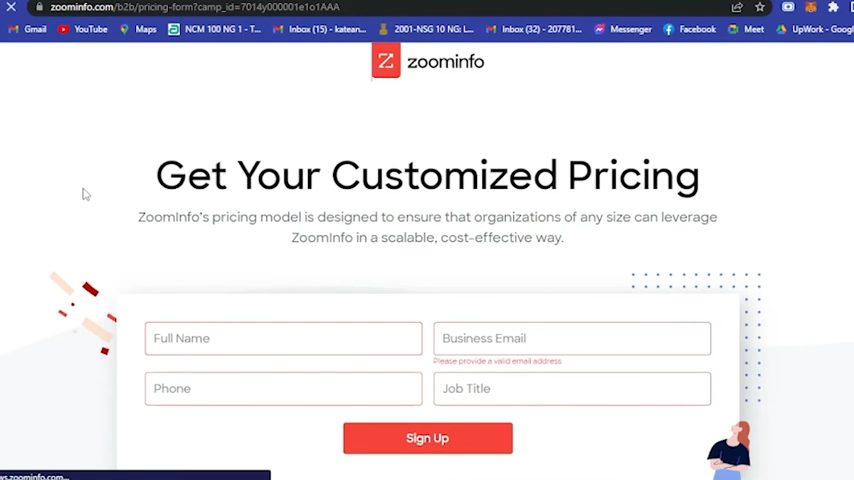 zoominfo.com/b2b/pricing-form?camp_id=7014y000001e1o1AAA
Gmail YouTube Maps NCM 100 NG 1 - T... Inbox (15) - katean... 2001-NSG 10 NG: L... Inbox (32) - 207781... Messenger Facebook Meet UpWork - Googl
zoominfo
Get Your Customized Pricing
ZoomInfo's pricing model is designed to ensure that organizations of any size can leverage
ZoomInfo in a scalable, cost-effective way.
Full Name Business Email
Please provide a valid email address
Phone Job Title
Sign Up
ws.zoominfo.com...